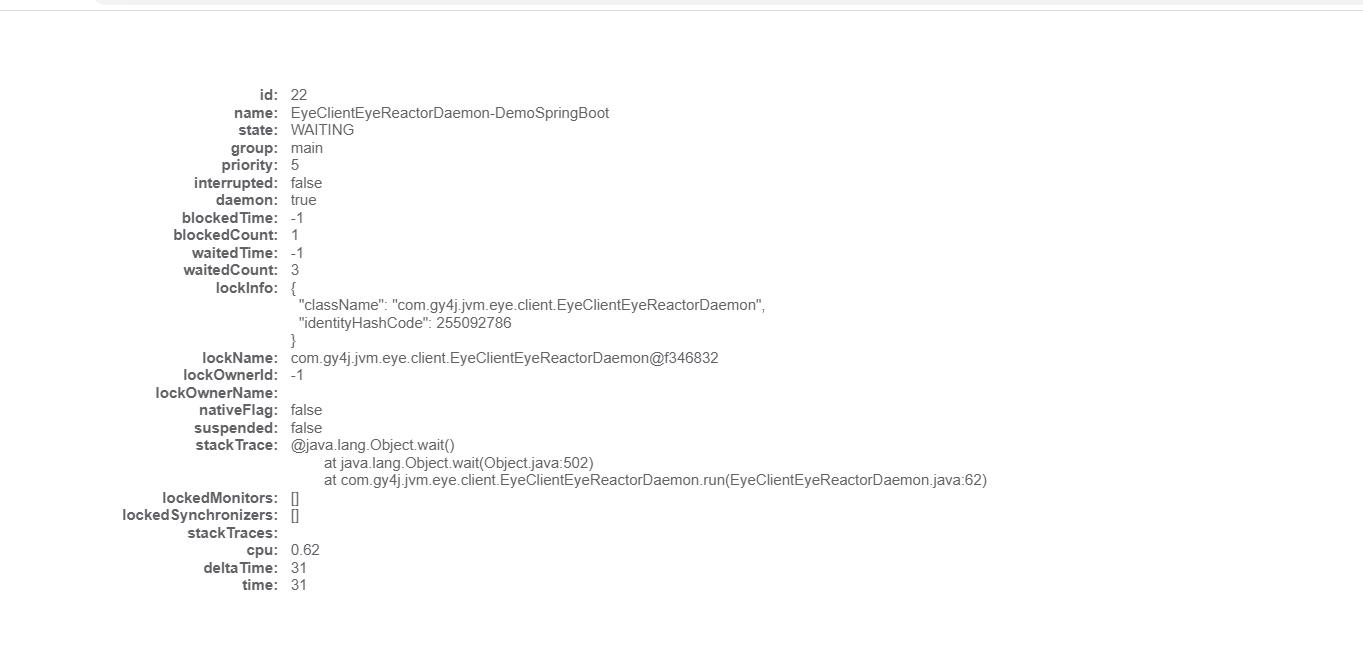 id: 22
name: EyeClientEyeReactorDaemon-DemoSpringBoot
state: WAITING
group: main
priority: 5
interrupted: false
daemon: true
blockedTime: -1
blockedCount: 1
waitedTime: -1
waitedCount: 3
lockInfo: {
"className": "com.gy4j.jvm.eye.client.EyeClientEyeReactorDaemon",
"identityHashCode": 255092786
}
lockName: com.gy4j.jvm.eye.client.EyeClientEyeReactorDaemon@f346832
lockOwnerId: -1
lockOwnerName:
nativeFlag: false
suspended: false
stackTrace: @java.lang.Object.wait()
at java.lang.Object.wait(Object.java:502)
at com.gy4j.jvm.eye.client.EyeClientEyeReactorDaemon.run(EyeClientEyeReactorDaemon.java:62)
lockedMonitors: []
lockedSynchronizers: []
stackTraces:
cpu: 0.62
deltaTime: 31
time: 31